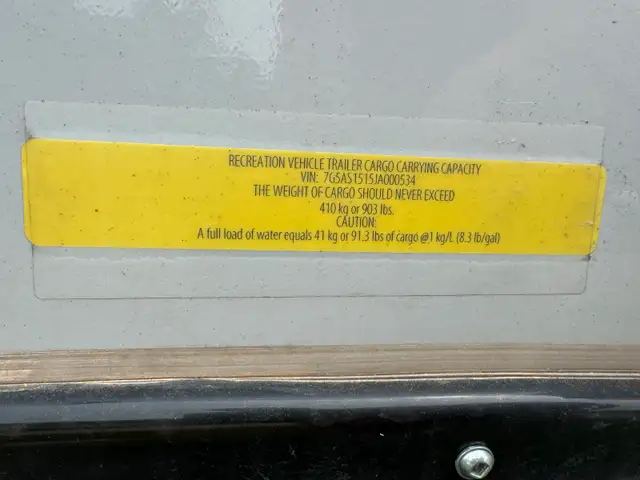 RECREATION VEHICLE TRAILER CARGO CARRYING CAPACITY
VIN: 7G5AS1515JA000534
THE WEIGHT OF CARGO SHOULD NEVER EXCEED
410 kg or 903 lbs.
CAUTION:
A full load of water equals 41 kg or 91.3 lbs of cargo @1 kg/L (8.3 lb/gal)